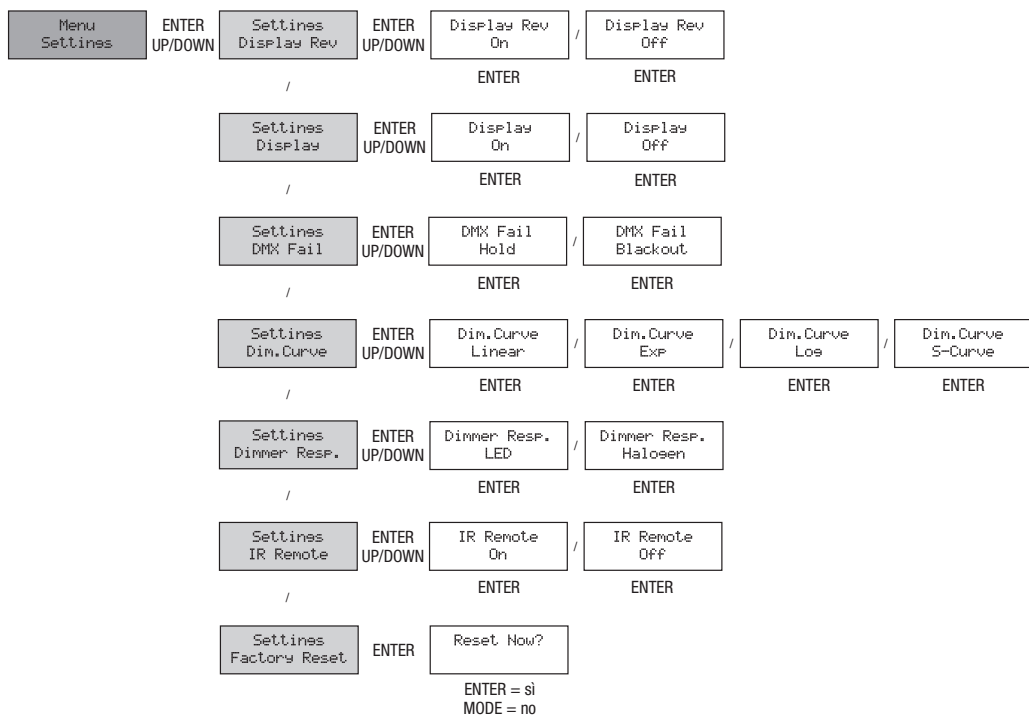 Menu
Settings
ENTER
UP/DOWN
Settings
Display Rev
ENTER
UP/DOWN
Display Rev
On
/
Display Rev
Off
ENTER
ENTER
/
Settings
Display
ENTER
UP/DOWN
Display
On
/
Display
Off
ENTER
ENTER
/
Settings
DMX Fail
ENTER
UP/DOWN
DMX Fail
Hold
/
DMX Fail
Blackout
ENTER
ENTER
/
Settings
Dim.Curve
ENTER
UP/DOWN
Dim.Curve
Linear
/
Dim.Curve
Exp
/
Dim.Curve
Log
/
Dim.Curve
S-Curve
ENTER
ENTER
ENTER
ENTER
/
Settings
Dimmer Resp.
ENTER
UP/DOWN
Dimmer Resp.
LED
/
Dimmer Resp.
Halogen
ENTER
ENTER
/
Settings
IR Remote
ENTER
UP/DOWN
IR Remote
On
/
IR Remote
Off
ENTER
ENTER
/
Settings
Factory Reset
ENTER
Reset Now?
ENTER = sì
MODE = no